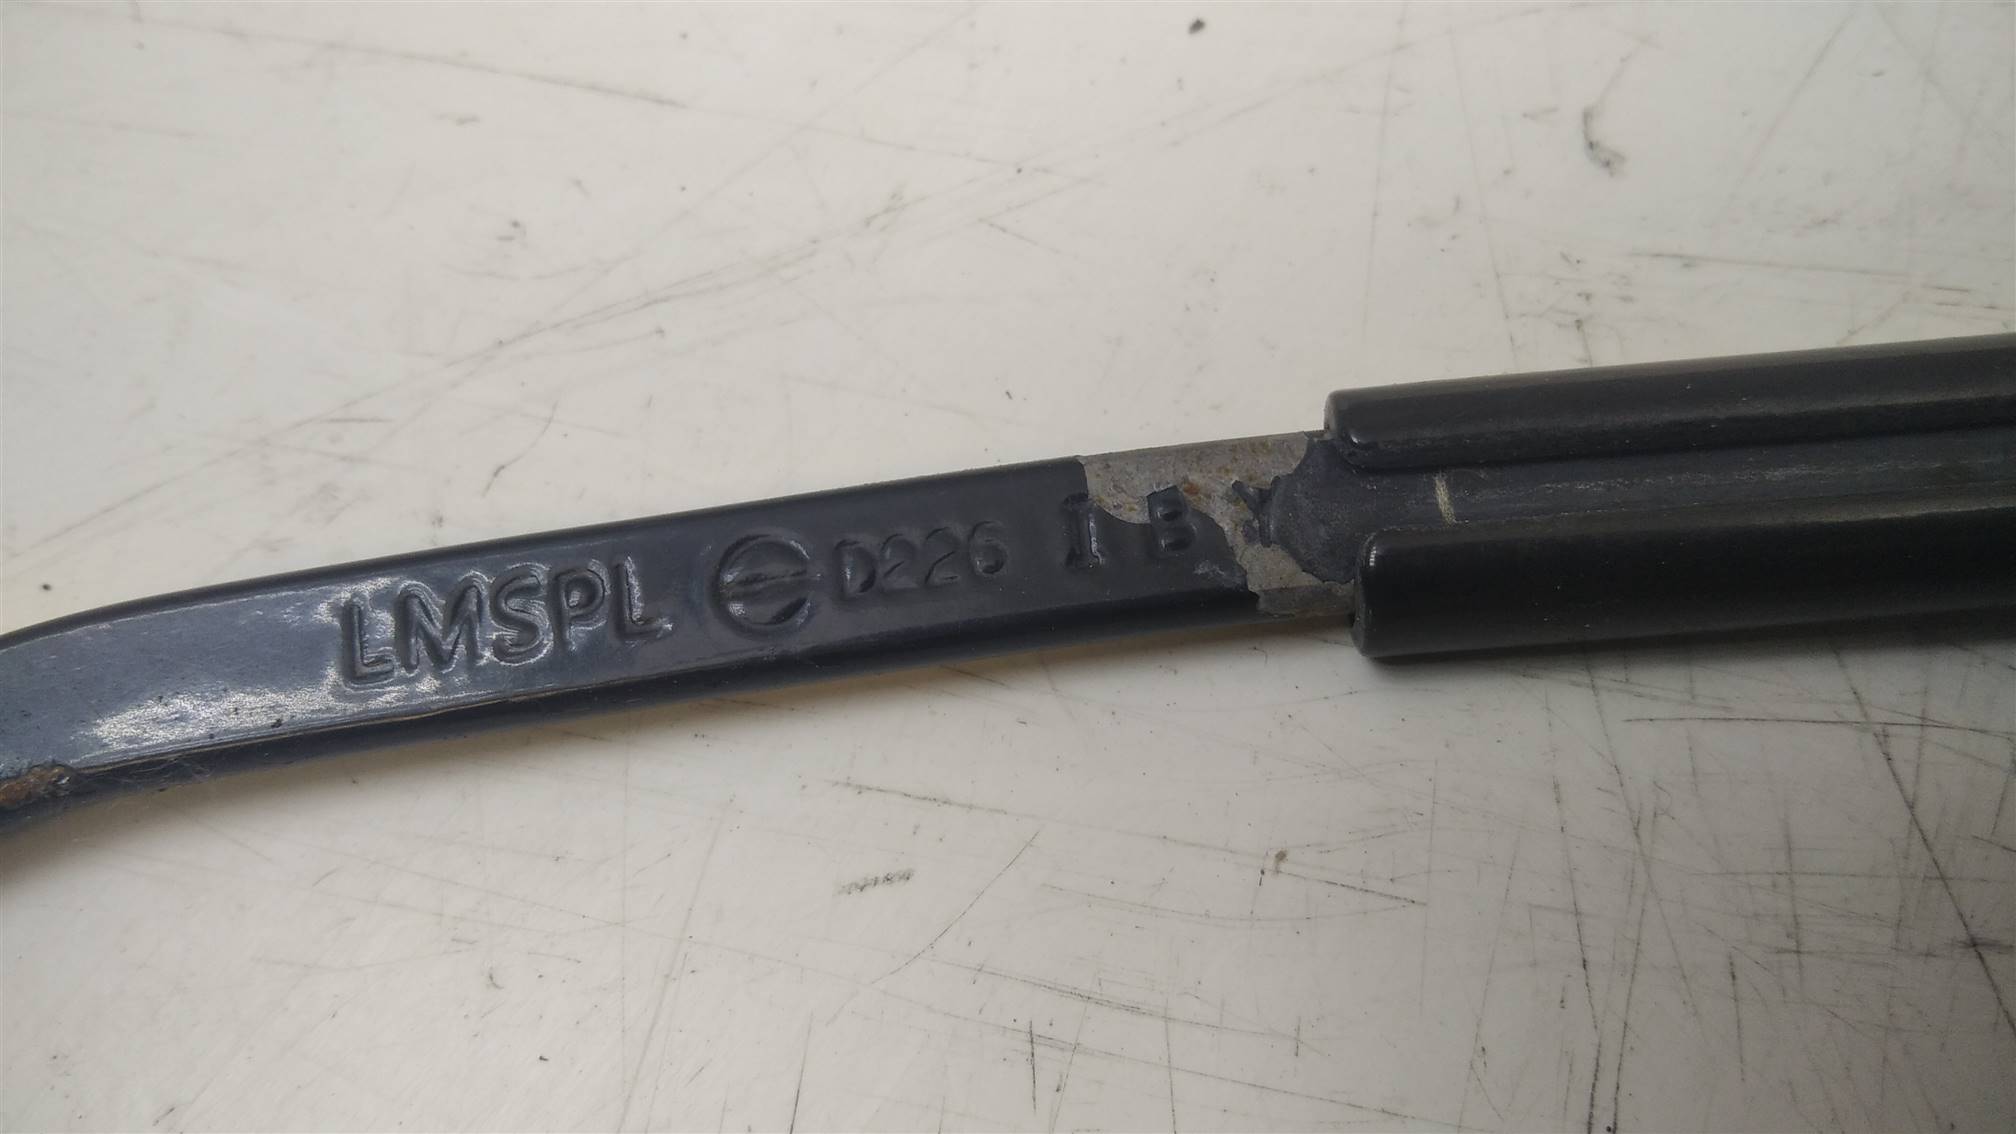 LMSPL Є D226 I B Y